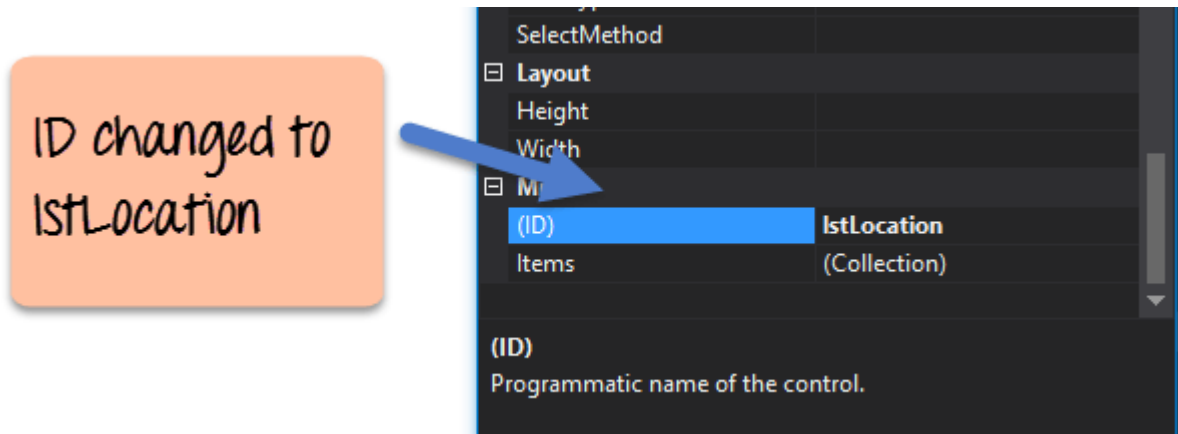 ID changed to
lstLocation
SelectMethod
Layout
Height
Width
(ID) lstLocation
Items (Collection)
(ID)
Programmatic name of the control.